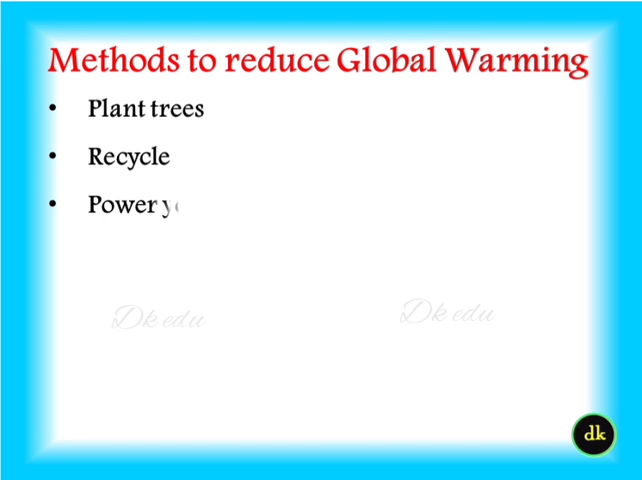 Methods to reduce Global Warming
• Plant trees
• Recycle
• Power
Dk edu
Dk edu
dk